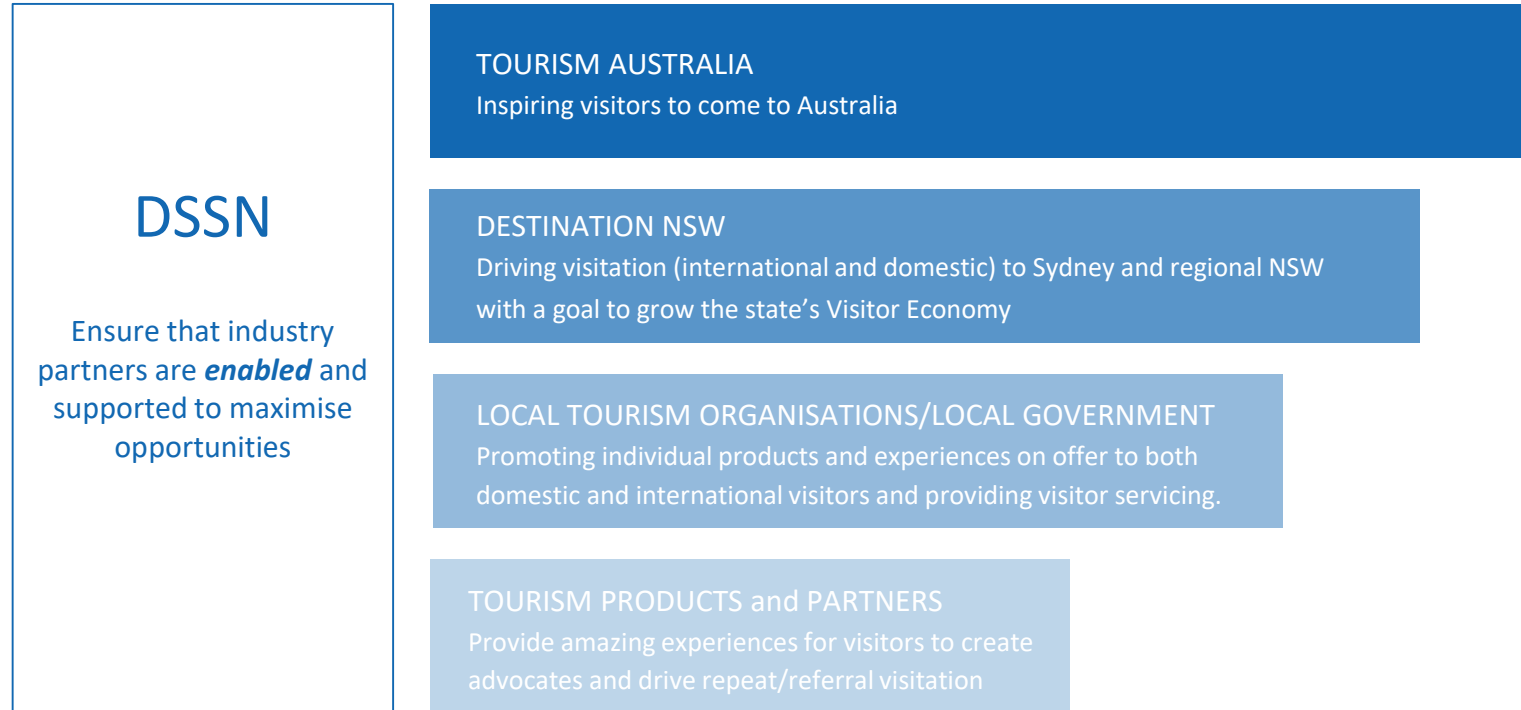 DSSN
Ensure that industry
partners are enabled and
supported to maximise
opportunities
TOURISM AUSTRALIA
Inspiring visitors to come to Australia
DESTINATION NSW
Driving visitation (international and domestic) to Sydney and regional NSW
with a goal to grow the state’s Visitor Economy
LOCAL TOURISM ORGANISATIONS/LOCAL GOVERNMENT
Promoting individual products and experiences on offer to both
domestic and international visitors and providing visitor servicing.
TOURISM PRODUCTS and PARTNERS
Provide amazing experiences for visitors to create
advocates and drive repeat/referral visitation